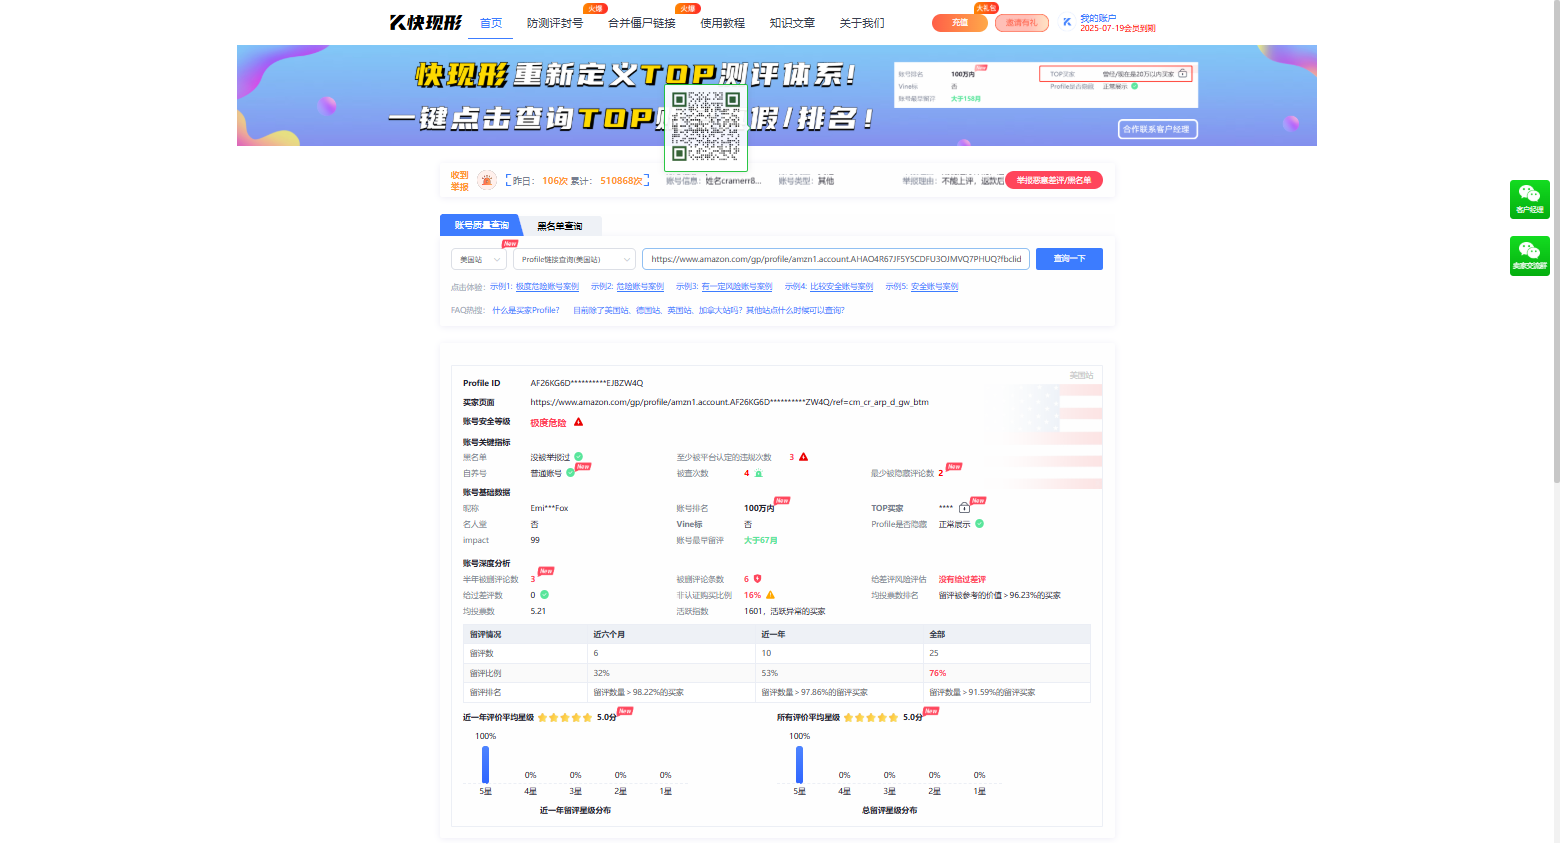 快现形
首页
防测评封号
火爆
合并僵尸链接
火爆
使用教程
知识文章
关于我们
充值
大礼包
邀请有礼
我的账户
2025-07-19会员到期
快现形重新定义TOP测评体系!
一键点击查询TOP
假/排名!
账号排名 100万内 New
Vine标 否
账号最早留评 大于158月
TOP买家 曾经/现在是20万以内买家
Profile是否隐藏 正常展示
合作联系客户经理
收到举报
昨日: 106次 累计: 510868次
账号信息: 姓名cramerr8...
账号类型: 其他
举报理由: 不能上评，返款后
举报恶意差评/黑名单
客户经理
卖家交流群
账号质量查询
黑名单查询
New
美国站
Profile链接查询(美国站)
https://www.amazon.com/gp/profile/amzn1.account.AHAO4R67JF5Y5CDFU3OJMVQ7PHUQ?fbclid
查询一下
点击体验: 示例1: 极度危险账号案例 示例2: 危险账号案例 示例3: 有一定风险账号案例 示例4: 比较安全账号案例 示例5: 安全账号案例
FAQ热搜: 什么是买家Profile? 目前除了美国站、德国站、英国站、加拿大站吗? 其他站点什么时候可以查询?
美国站
Profile ID AF26KG6D**********EJ8ZW4Q
买家页面 https://www.amazon.com/gp/profile/amzn1.account.AF26KG6D**********ZW4Q/ref=cm_cr_arp_d_gw_btm
账号安全等级 极度危险
账号关键指标
黑名单 没被举报过 至少被平台认定的违规次数 3
自养号 普通账号 New 被查次数 4 最少被隐藏评论数 2 New
账号基础数据
昵称 Emi***Fox 账号排名 100万内 New TOP买家 **** New
名人堂 否 Vine标 否 Profile是否隐藏 正常展示
impact 99 账号最早留评 大于67月
账号深度分析
半年被删评论数 3 New 被删评论条数 6 给差评风险评估 没有给过差评
给过差评数 0 非认证购买比例 16% 均投票数排名 留评被参考的价值 > 96.23%的买家
均投票数 5.21 活跃指数 1601，活跃异常的买家
留评情况 近六个月 近一年 全部
留评数 6 10 25
留评比例 32% 53% 76%
留评排名 留评数量 > 98.22%的买家 留评数量 > 97.86%的留评买家 留评数量 > 91.59%的留评买家
近一年评价平均星级 5.0分 New
所有评价平均星级 5.0分 New
100% 0% 0% 0% 0%
5星 4星 3星 2星 1星
近一年留评星级分布
100% 0% 0% 0% 0%
5星 4星 3星 2星 1星
总留评星级分布